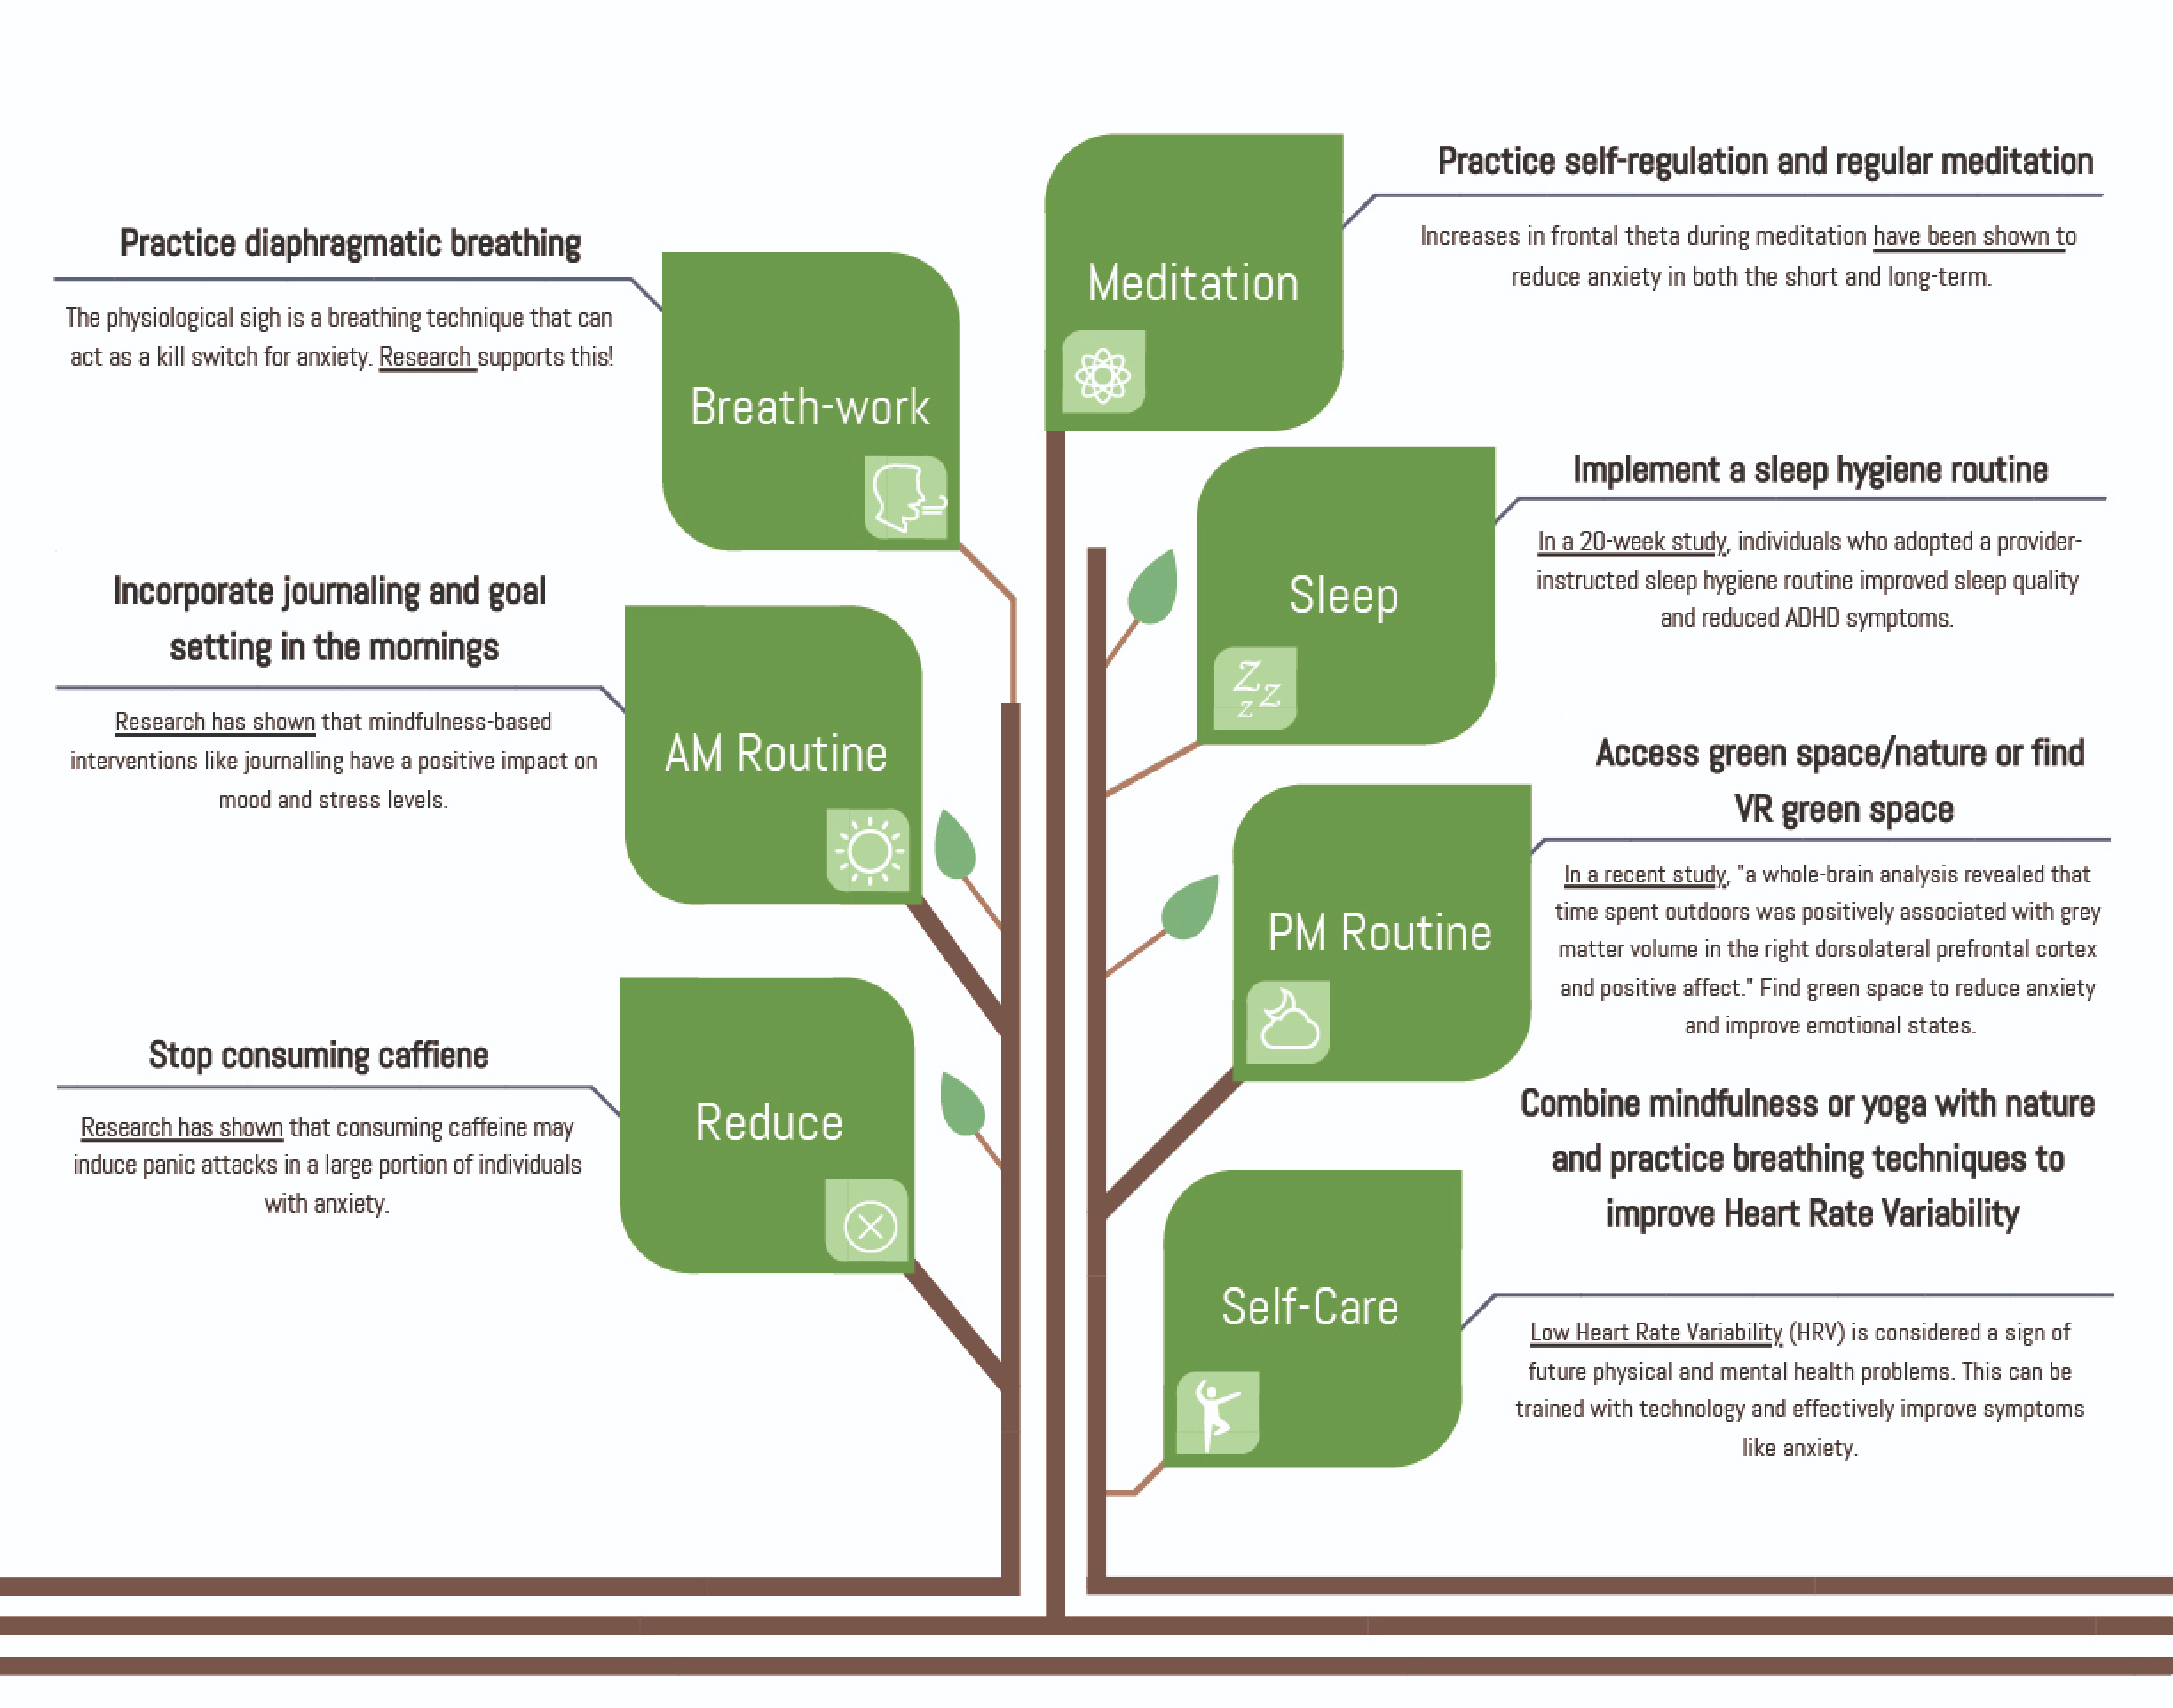 Practice diaphragmatic breathing
The physiological sigh is a breathing technique that can
act as a kill switch for anxiety. Research supports this!
Breath-work
Incorporate journaling and goal
setting in the mornings
Research has shown that mindfulness-based
interventions like journalling have a positive impact on
mood and stress levels.
AM Routine
Stop consuming caffiene
Research has shown that consuming caffeine may
induce panic attacks in a large portion of individuals
with anxiety.
Reduce
Meditation
Practice self-regulation and regular meditation
Increases in frontal theta during meditation have been shown to
reduce anxiety in both the short and long-term.
Sleep
Z
z
z
Implement a sleep hygiene routine
In a 20-week study, individuals who adopted a provider-
instructed sleep hygiene routine improved sleep quality
and reduced ADHD symptoms.
PM Routine
Access green space/nature or find
VR green space
In a recent study, "a whole-brain analysis revealed that
time spent outdoors was positively associated with grey
matter volume in the right dorsolateral prefrontal cortex
and positive affect." Find green space to reduce anxiety
and improve emotional states.
Self-Care
Combine mindfulness or yoga with nature
and practice breathing techniques to
improve Heart Rate Variability
Low Heart Rate Variability (HRV) is considered a sign of
future physical and mental health problems. This can be
trained with technology and effectively improve symptoms
like anxiety.